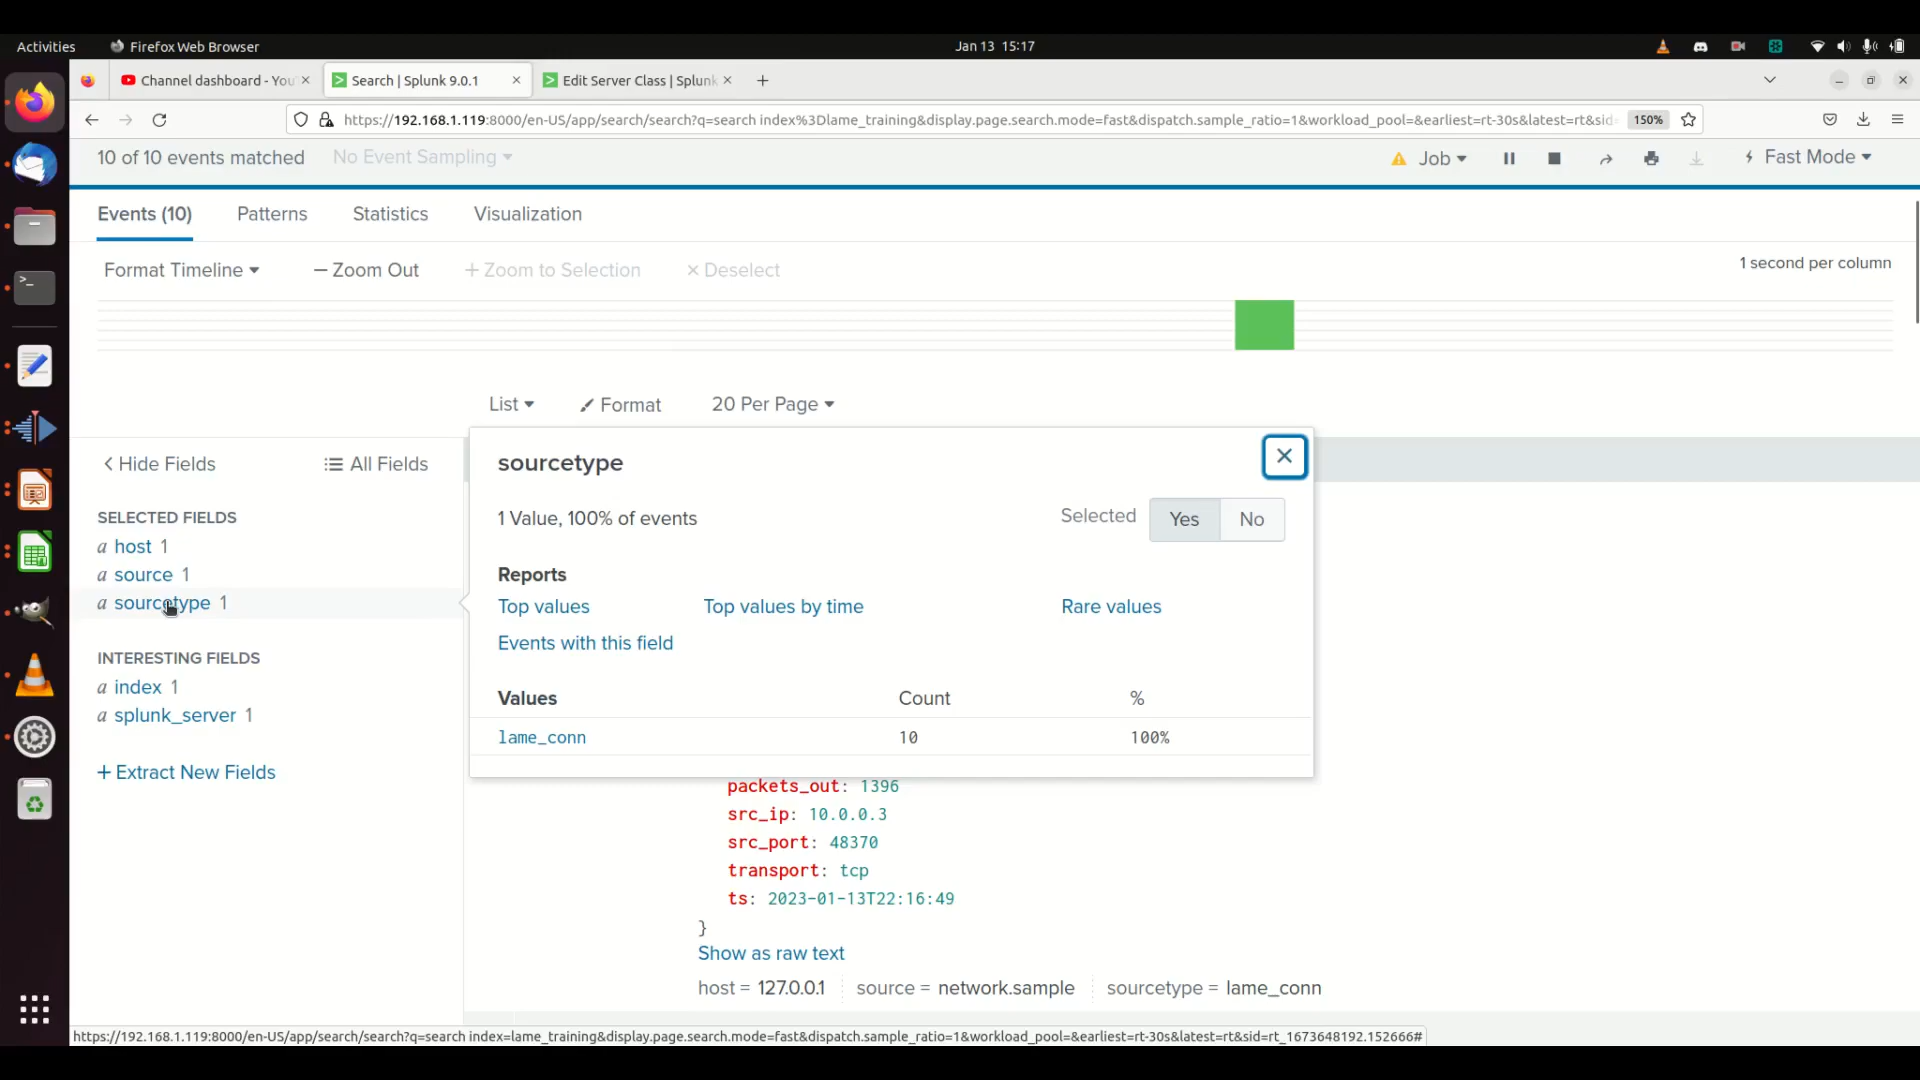 Activities Firefox Web Browser Jan 13 15:17
Channel dashboard - You Search | Splunk 9.0.1 Edit Server Class | Splunk
https://192.168.1.119:8000/en-US/app/search/search?q=search index%3Dlame_training&display.page.search.mode=fast&dispatch.sample_ratio=1&workload_pool=&earliest=rt-30s&latest=rt&sid= 150%
10 of 10 events matched No Event Sampling Job Fast Mode
Events (10) Patterns Statistics Visualization
Format Timeline — Zoom Out + Zoom to Selection × Deselect 1 second per column
List Format 20 Per Page
Hide Fields All Fields
sourcetype
SELECTED FIELDS
1 Value, 100% of events Selected Yes No
a host 1
a source 1
a sourcetype 1
Reports
Top values Top values by time Rare values
Events with this field
INTERESTING FIELDS
a index 1
a splunk_server 1
+ Extract New Fields
Values Count %
lame_conn 10 100%
packets_out: 1396
src_ip: 10.0.0.3
src_port: 48370
transport: tcp
ts: 2023-01-13T22:16:49
}
Show as raw text
host = 127.0.0.1 source = network.sample sourcetype = lame_conn
https://192.168.1.119:8000/en-US/app/search/search?q=search index=lame_training&display.page.search.mode=fast&dispatch.sample_ratio=1&workload_pool=&earliest=rt-30s&latest=rt&sid=rt_1673648192.152666#